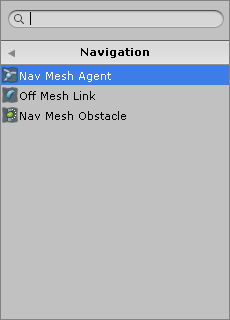 Navigation
Nav Mesh Agent
Off Mesh Link
Nav Mesh Obstacle